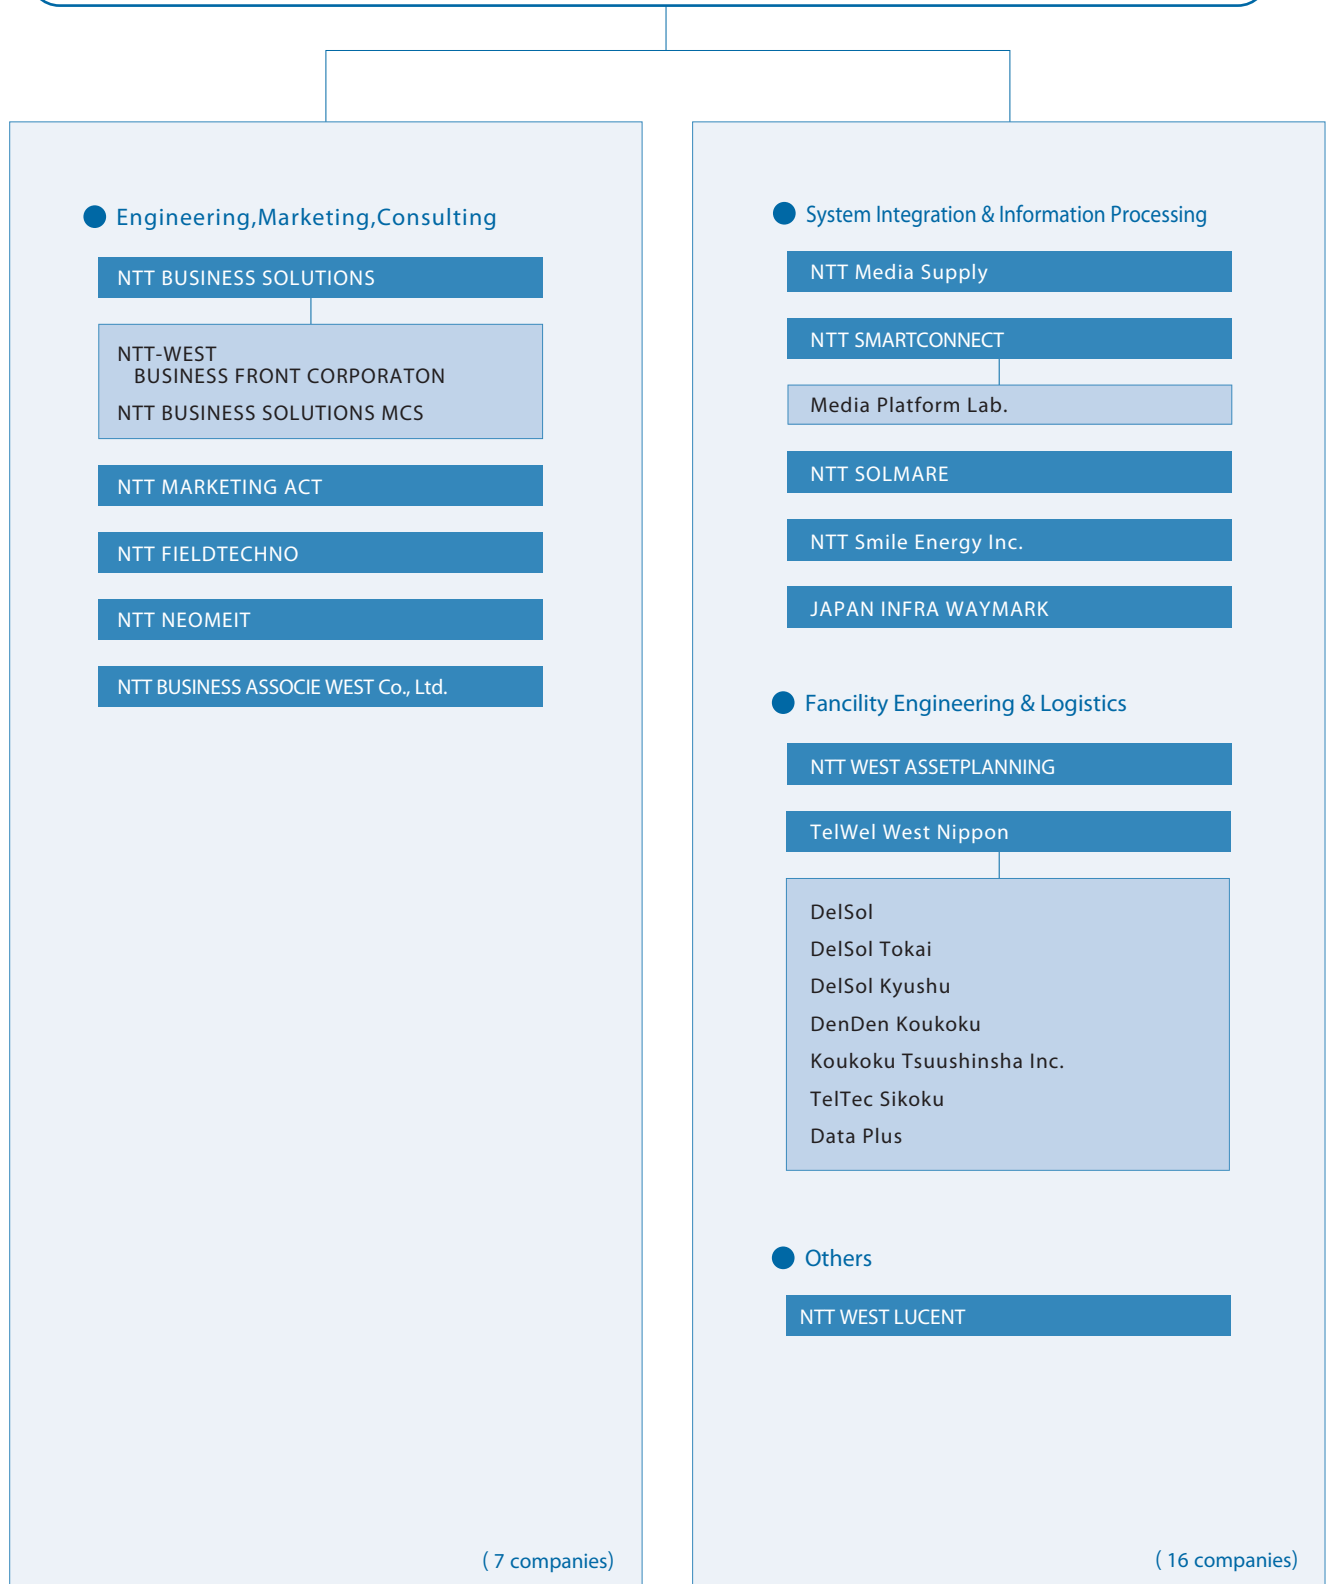 Engineering,Marketing,Consulting
NTT BUSINESS SOLUTIONS
NTT-WEST
BUSINESS FRONT CORPORATON
NTT BUSINESS SOLUTIONS MCS
NTT MARKETING ACT
NTT FIELDTECHNO
NTT NEOMEIT
NTT BUSINESS ASSOCIE WEST Co., Ltd.
( 7 companies)
System Integration & Information Processing
NTT Media Supply
NTT SMARTCONNECT
Media Platform Lab.
NTT SOLMARE
NTT Smile Energy Inc.
JAPAN INFRA WAYMARK
Fancility Engineering & Logistics
NTT WEST ASSETPLANNING
TelWel West Nippon
DelSol
DelSol Tokai
DelSol Kyushu
DenDen Koukoku
Koukoku Tsuushinsha Inc.
TelTec Sikoku
Data Plus
Others
NTT WEST LUCENT
( 16 companies)